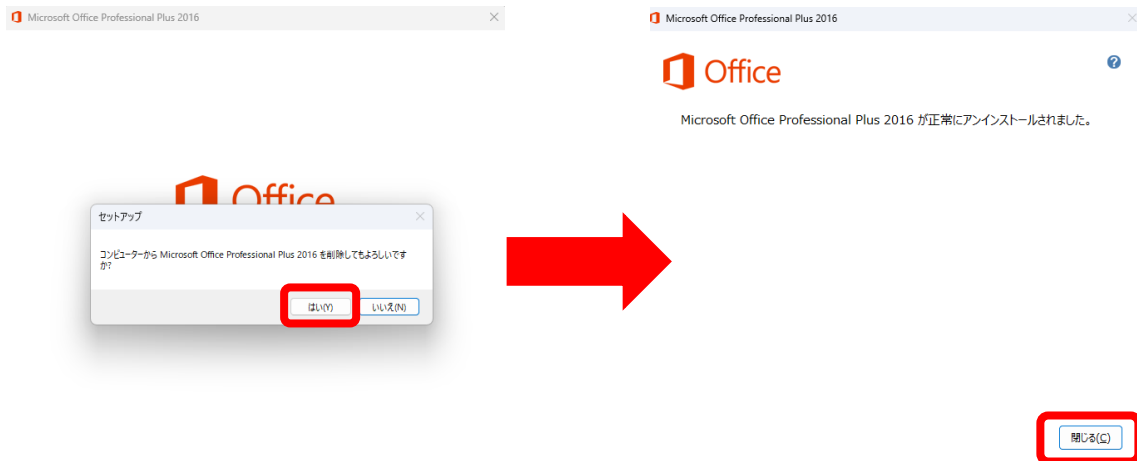 Microsoft Office Professional Plus 2016
Office
セットアップ
コンピューターから Microsoft Office Professional Plus 2016 を削除してもよろしいです
か?
はい(Y)
いいえ(N)
Microsoft Office Professional Plus 2016
Office
Microsoft Office Professional Plus 2016 が正常にアンインストールされました。
閉じる(C)